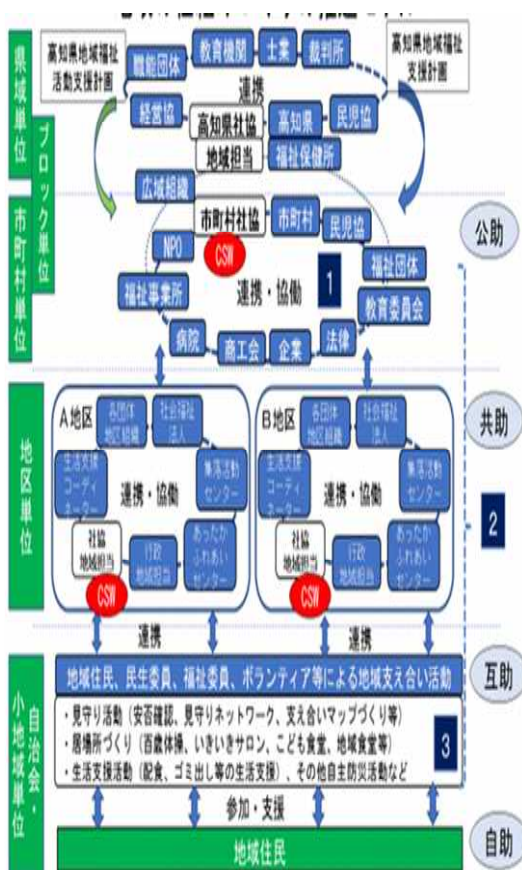 高知県地域福祉
活動支援計画
高知県地域福祉
支援計画
職能団体
教育機関
士業
裁判所
連携
経営協
高知県社協
高知県
民児協
地域担当
福祉保健所
県域単位
ブロック単位
広域組織
市町村社協
市町村
民児協
NPO
CSW
福祉団体
福祉事業所
連携・協働
1
教育委員会
病院
商工会
企業
法律
市町村単位
公助
A地区
各団体
地区組織
社会福祉
法人
生活支援
コーディ
ネーター
連携・協働
集落活動
センター
社協
地域担当
行政
地域担当
あったか
ふれあい
センター
CSW
B地区
各団体
地区組織
社会福祉
法人
生活支援
コーディ
ネーター
連携・協働
集落活動
センター
社協
地域担当
行政
地域担当
あったか
ふれあい
センター
CSW
地区単位
共助
2
連携
連携
地域住民、民生委員、福祉委員、ボランティア等による地域支え合い活動
・見守り活動（安否確認、見守りネットワーク、支え合いマップづくり等）
・居場所づくり（百歳体操、いきいきサロン、こども食堂、地域食堂等）
・生活支援活動（配食、ゴミ出し等の生活支援）、その他自主防災活動など
3
互助
自治会・
小地域単位
参加・支援
地域住民
自助